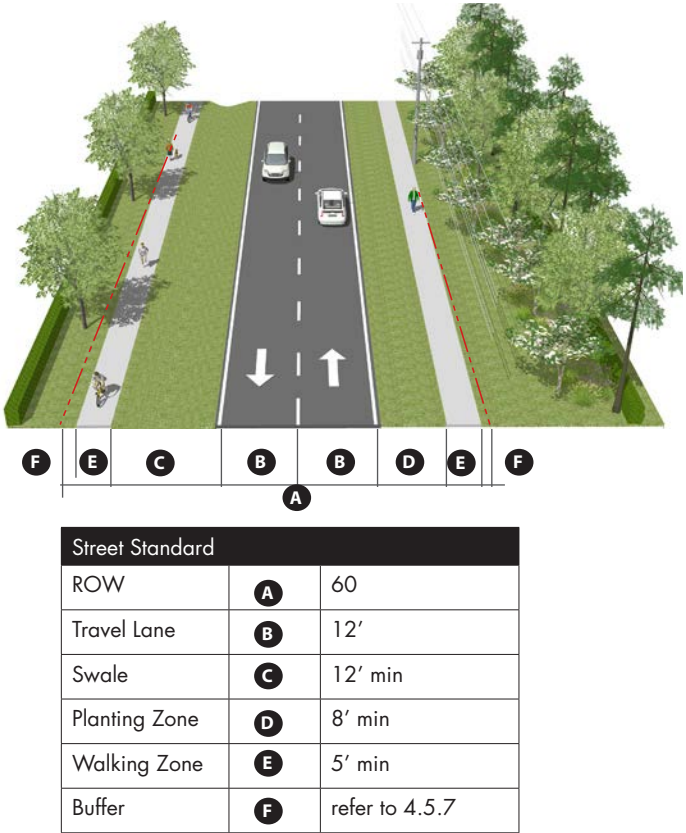 F E C B B D E F
A
Street Standard
ROW A 60
Travel Lane B 12’
Swale C 12’ min
Planting Zone D 8’ min
Walking Zone E 5’ min
Buffer F refer to 4.5.7